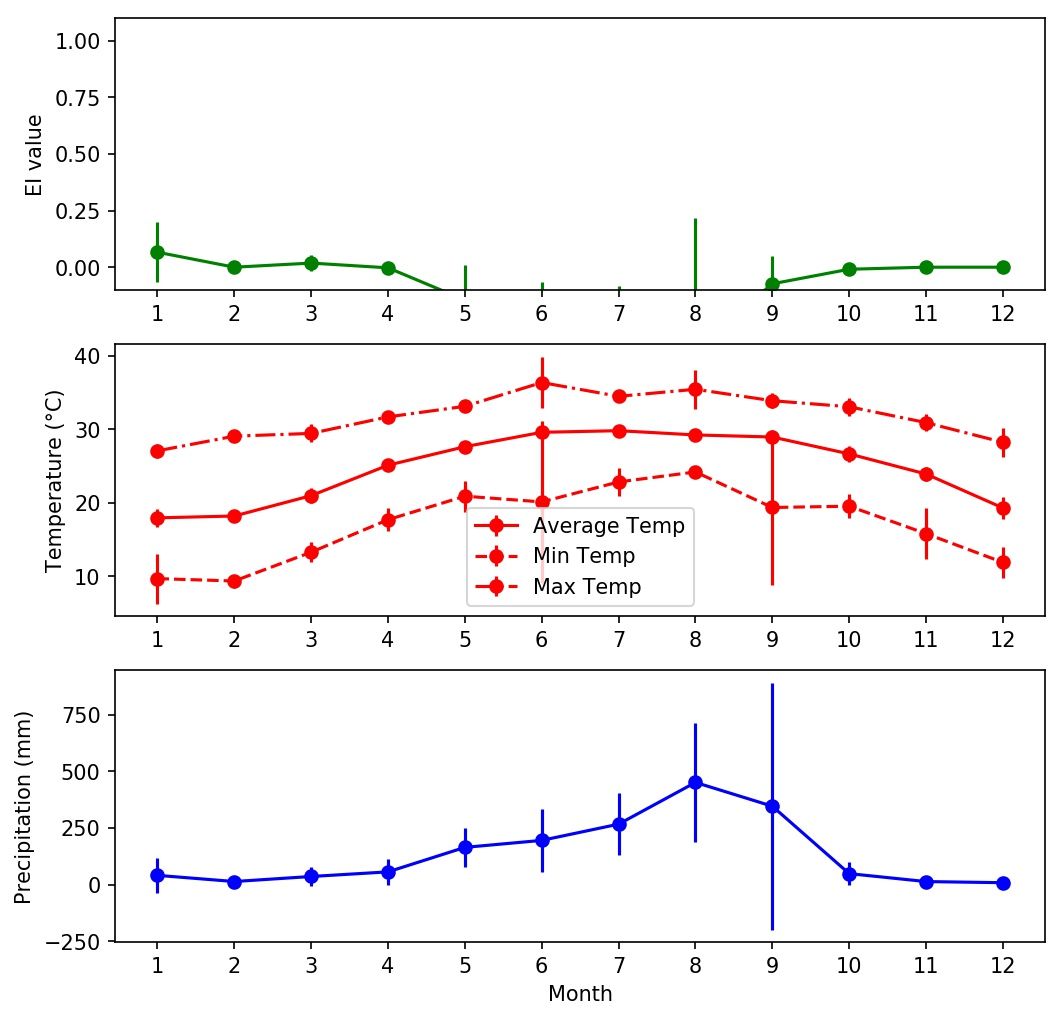 EI value
1.00
0.75
0.50
0.25
0.00
1 2 3 4 5 6 7 8 9 10 11 12
Temperature (°C)
40
30
20
10
Average Temp
Min Temp
Max Temp
1 2 3 4 5 6 7 8 9 10 11 12
Precipitation (mm)
750
500
250
0
−250
1 2 3 4 5 6 7 8 9 10 11 12
Month